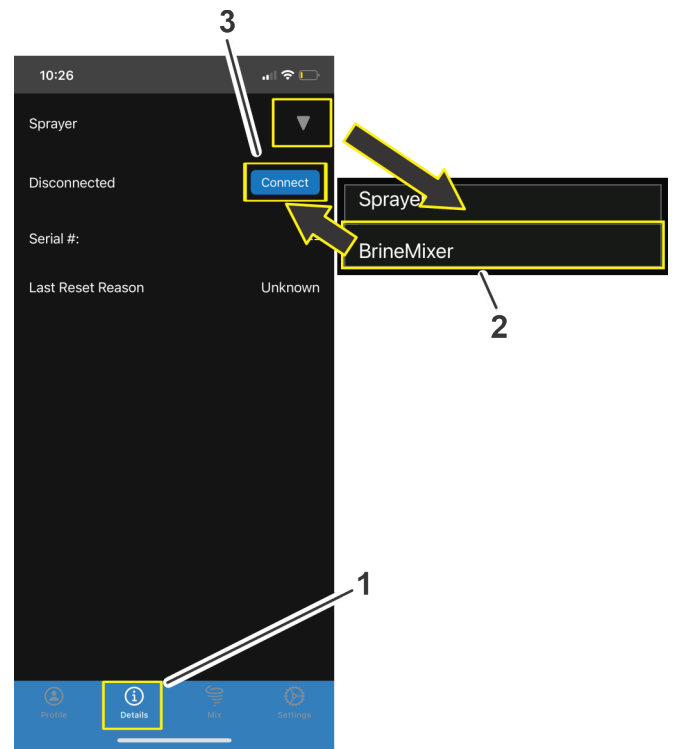 3
10:26
Sprayer
Disconnected
Connect
Serial #:
Last Reset Reason
Unknown
Spraye
BrineMixer
2
1
Profile
Details
Mix
Settings